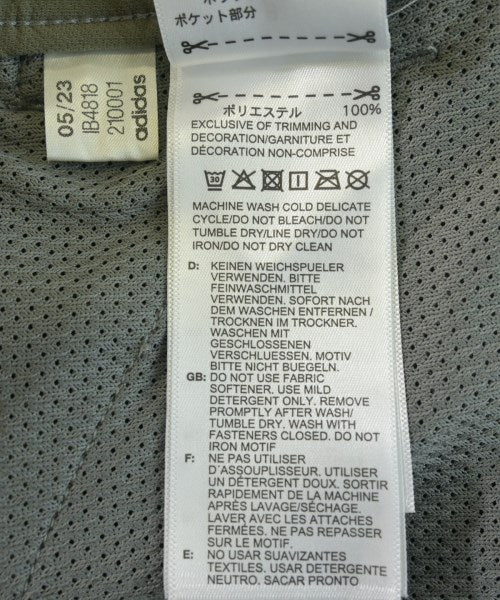 ポケット部分
05/23
IB4818
210001
adidas
ポリエステル 100%
EXCLUSIVE OF TRIMMING AND
DECORATION/GARNITURE ET
DÉCORATION NON-COMPRISE
30
MACHINE WASH COLD DELICATE
CYCLE/DO NOT BLEACH/DO NOT
TUMBLE DRY/LINE DRY/DO NOT
IRON/DO NOT DRY CLEAN
D: KEINEN WEICHSPUELER
VERWENDEN. BITTE
FEINWASCHMITTEL
VERWENDEN. SOFORT NACH
DEM WASCHEN ENTFERNEN /
TROCKNEN IM TROCKNER.
WASCHEN MIT
GESCHLOSSENEN
VERSCHLUESSEN. MOTIV
BITTE NICHT BUEGELN.
GB: DO NOT USE FABRIC
SOFTENER. USE MILD
DETERGENT ONLY. REMOVE
PROMPTLY AFTER WASH/
TUMBLE DRY. WASH WITH
FASTENERS CLOSED. DO NOT
IRON MOTIF
F: NE PAS UTILISER
D´ASSOUPLISEUR. UTILISER
UN DÉTERGENT DOUX. SORTIR
RAPIDEMENT DE LA MACHINE
APRÈS LAVAGE/SÉCHAGE.
LAVER AVEC LES ATTACHES
FERMÉES. NE PAS REPASSER
SUR LE MOTIF.
E: NO USAR SUAVIZANTES
TEXTILES. USAR DETERGENTE
NEUTRO. SACAR PRONTO